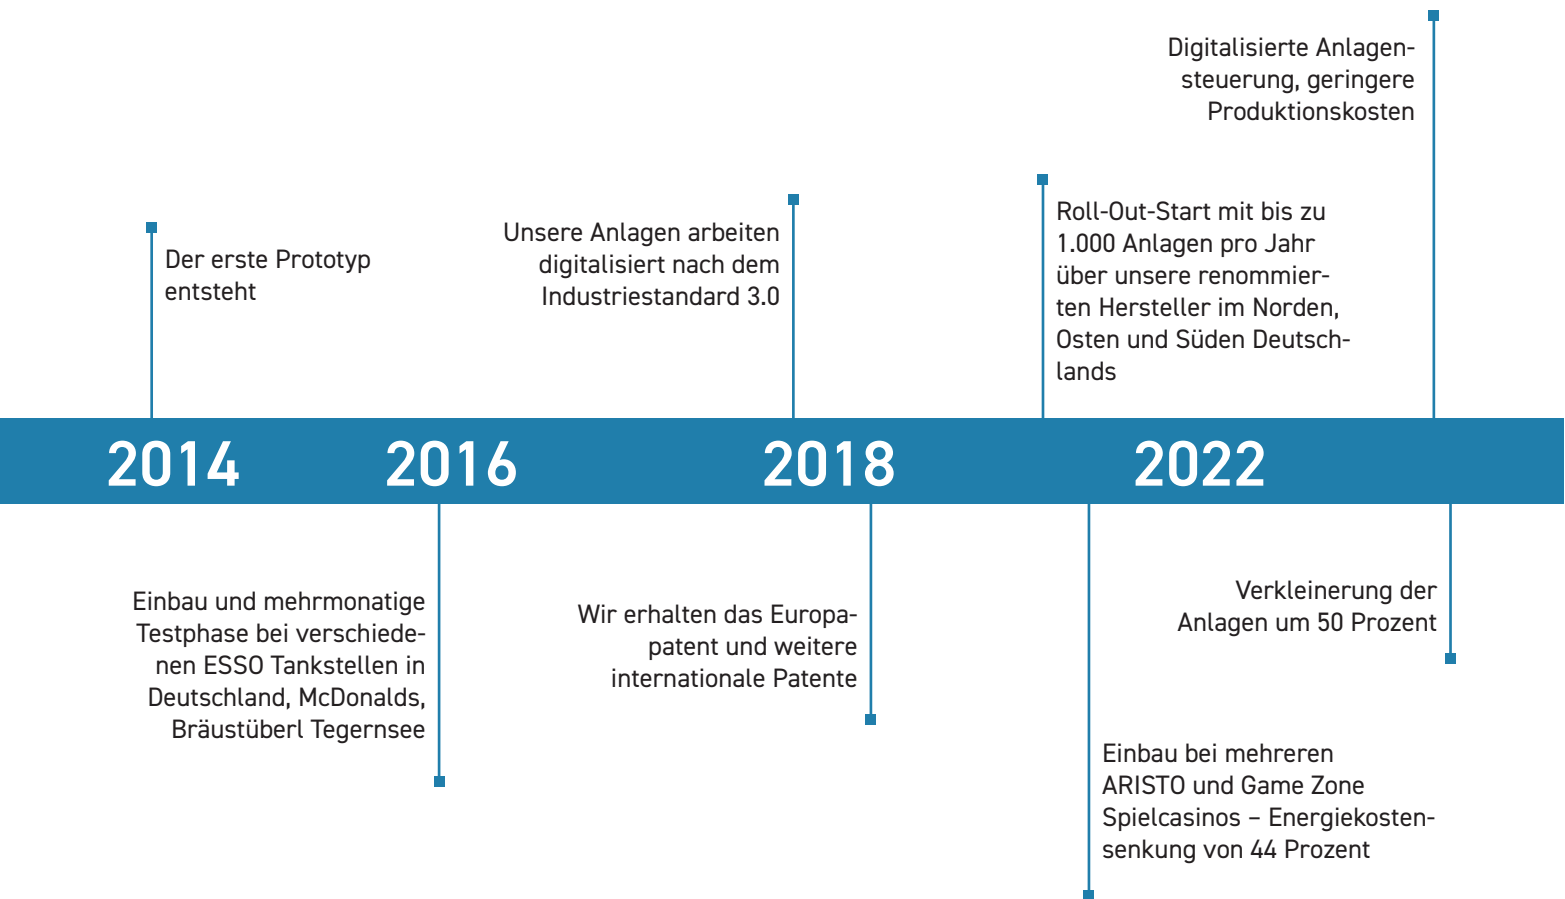 Digitalisierte Anlagen-
steuerung, geringere
Produktionskosten
Der erste Prototyp
entsteht
Unsere Anlagen arbeiten
digitalisiert nach dem
Industriestandard 3.0
Roll-Out-Start mit bis zu
1.000 Anlagen pro Jahr
über unsere renommier-
ten Hersteller im Norden,
Osten und Süden Deutsch-
lands
2014
2016
2018
2022
Einbau und mehrmonatige
Testphase bei verschiede-
nen ESSO Tankstellen in
Deutschland, McDonalds,
Bräustüberl Tegernsee
Wir erhalten das Europa-
patent und weitere
internationale Patente
Verkleinerung der
Anlagen um 50 Prozent
Einbau bei mehreren
ARISTO und Game Zone
Spielcasinos – Energiekosten-
senkung von 44 Prozent